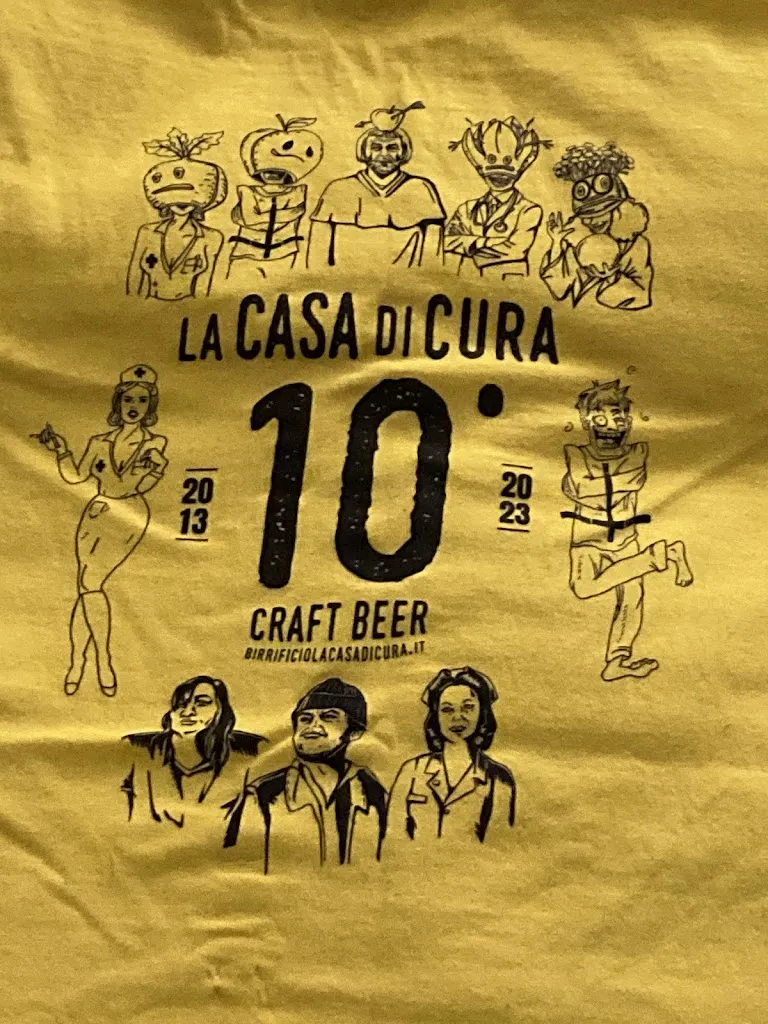 LA CASA DI CURA
10°
20
13
20
23
CRAFT BEER
BIRRIFICIOLACASADICURA.IT